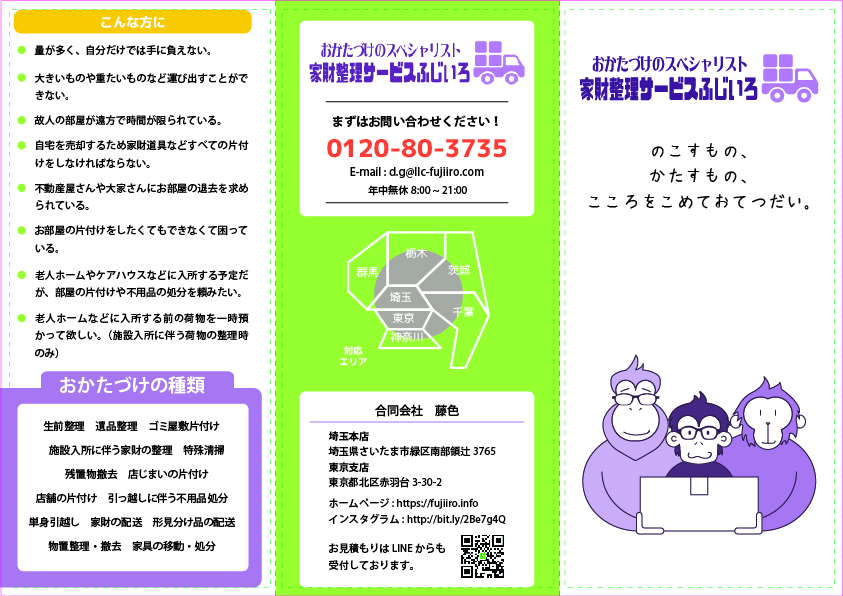 こんな方に
量が多く、自分だけでは手に負えない。
大きいものや重たいものなど運び出すことがで
きない。
故人の部屋が遠方で時間が限られている。
自宅を売却するため家財道具などすべての片付
けをしなければならない。
不動産屋さんや大家さんにお部屋の退去を求め
られている。
お部屋の片付けをしたくてもできなくて困って
いる。
老人ホームやケアハウスなどに入所する予定だ
が、部屋の片付けや不用品の処分を頼みたい。
老人ホームなどに入所する前の荷物を一時預
かって欲しい。（施設入所に伴う荷物の整理時
のみ）
おかたづけの種類
生前整理　遺品整理　ゴミ屋敷片付け
施設入所に伴う家財の整理　特殊清掃
残置物撤去　店じまいの片付け
店舗の片付け　引っ越しに伴う不用品処分
単身引越し　家財の配送　形見分け品の配送
物置整理・撤去　家具の移動・処分
おかたづけのスペシャリスト
家財整理サービスふじいろ
まずはお問い合わせください！
0120-80-3735
E-mail : d.g@llc-fujiiro.com
年中無休 8:00 ~ 21:00
栃木
群馬
茨城
埼玉
東京
千葉
神奈川
対応
エリア
合同会社　藤色
埼玉本店
埼玉県さいたま市緑区南部領辻 3765
東京支店
東京都北区赤羽台 3-30-2
ホームページ : https://fujiiro.info
インスタグラム : http://bit.ly/2Be7g4Q
お見積もりは LINE からも
受付しております。
おかたづけのスペシャリスト
家財整理サービスふじいろ
のこすもの、
かたすもの、
こころをこめておてつだい。